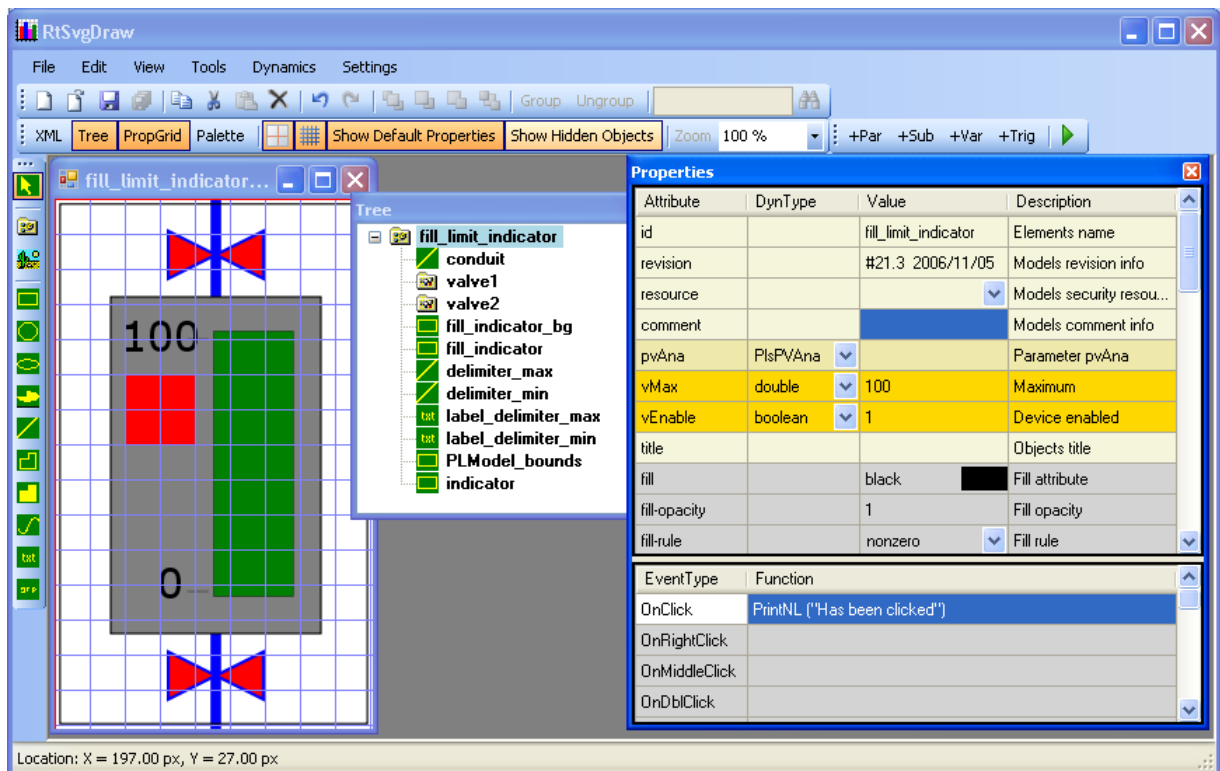 RtSvgDraw
File Edit View Tools Dynamics Settings
Group Ungroup
XML Tree PropGrid Palette Show Default Properties Show Hidden Objects Zoom 100 % +Par +Sub +Var +Trig
fill_limit_indicator...
100
0
Tree
fill_limit_indicator
conduit
valve1
valve2
fill_indicator_bg
fill_indicator
delimiter_max
delimiter_min
txt label_delimiter_max
txt label_delimiter_min
PLModel_bounds
indicator
txt
Properties
Attribute DynType Value Description
id fill_limit_indicator Elements name
revision #21.3 2006/11/05 Models revision info
resource Models security resou...
comment Models comment info
pvAna PlsPVAna Parameter pvAna
vMax double 100 Maximum
vEnable boolean 1 Device enabled
title Objects title
fill black Fill attribute
fill-opacity 1 Fill opacity
fill-rule nonzero Fill rule
EventType Function
OnClick PrintNL ("Has been clicked")
OnRightClick
OnMiddleClick
OnDblClick
Location: X = 197.00 px, Y = 27.00 px